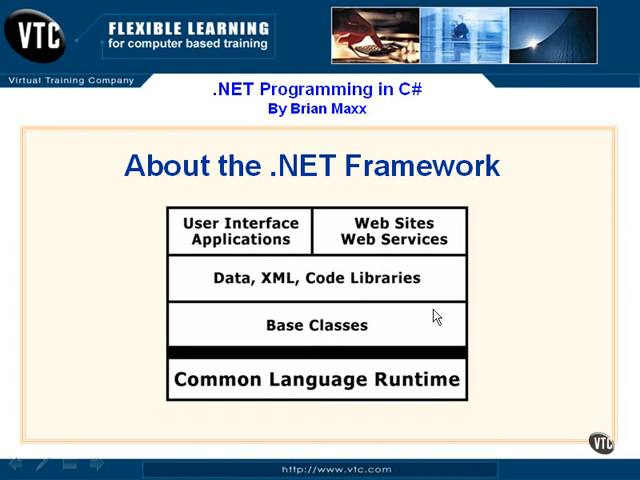 VTC
FLEXIBLE LEARNING
for computer based training
Virtual Training Company
.NET Programming in C#
By Brian Maxx
About the .NET Framework
User Interface
Applications
Web Sites
Web Services
Data, XML, Code Libraries
Base Classes
Common Language Runtime
VTC
http://www.vtc.com